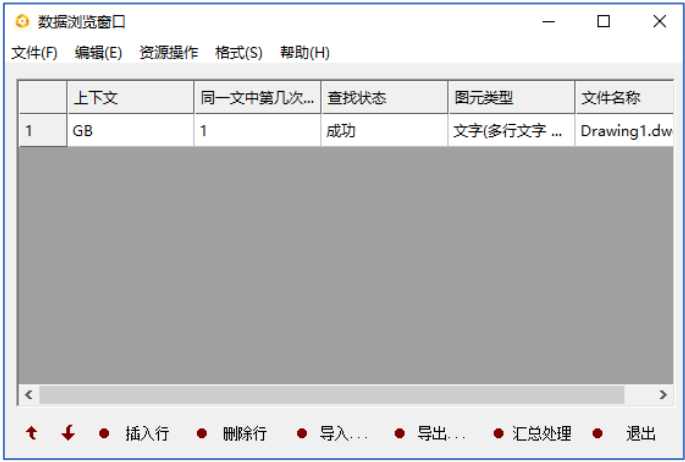 数据浏览窗口
文件(F) 编辑(E) 资源操作 格式(S) 帮助(H)
上下文 同一文中第几次... 查找状态 图元类型 文件名称
1 GB 1 成功 文字(多行文字 ... Drawing1.dw
插入行 删除行 导入... 导出... 汇总处理 退出